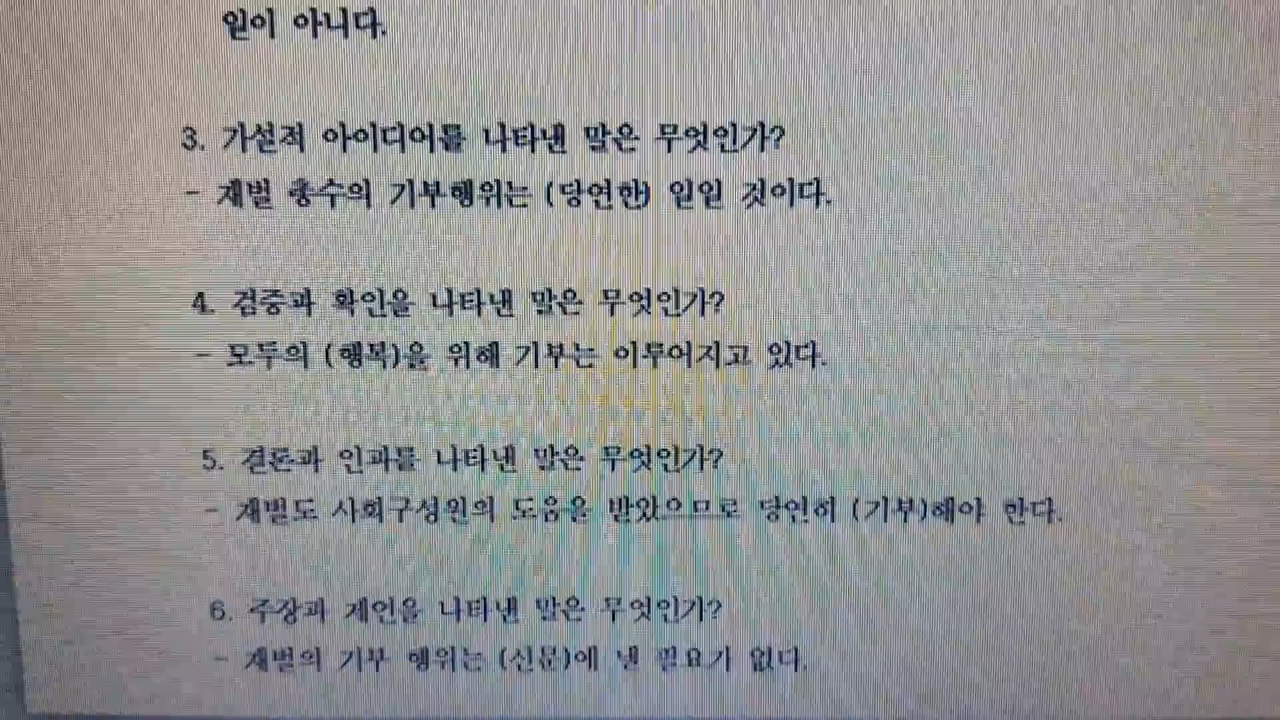 일이 아니다.
3. 가설적 아이디어를 나타낸 말은 무엇인가?
- 재벌 총수의 기부행위는 (당연한) 일일 것이다.
4. 검증과 확인을 나타낸 말은 무엇인가?
- 모두의 (행복)을 위해 기부는 이루어지고 있다.
5. 결론과 인과를 나타낸 말은 무엇인가?
- 재벌도 사회구성원의 도움을 받았으므로 당연히 (기부)해야 한다.
6. 주장과 제언을 나타낸 말은 무엇인가?
- 재벌의 기부 행위는 (신문)에 낼 필요가 없다.